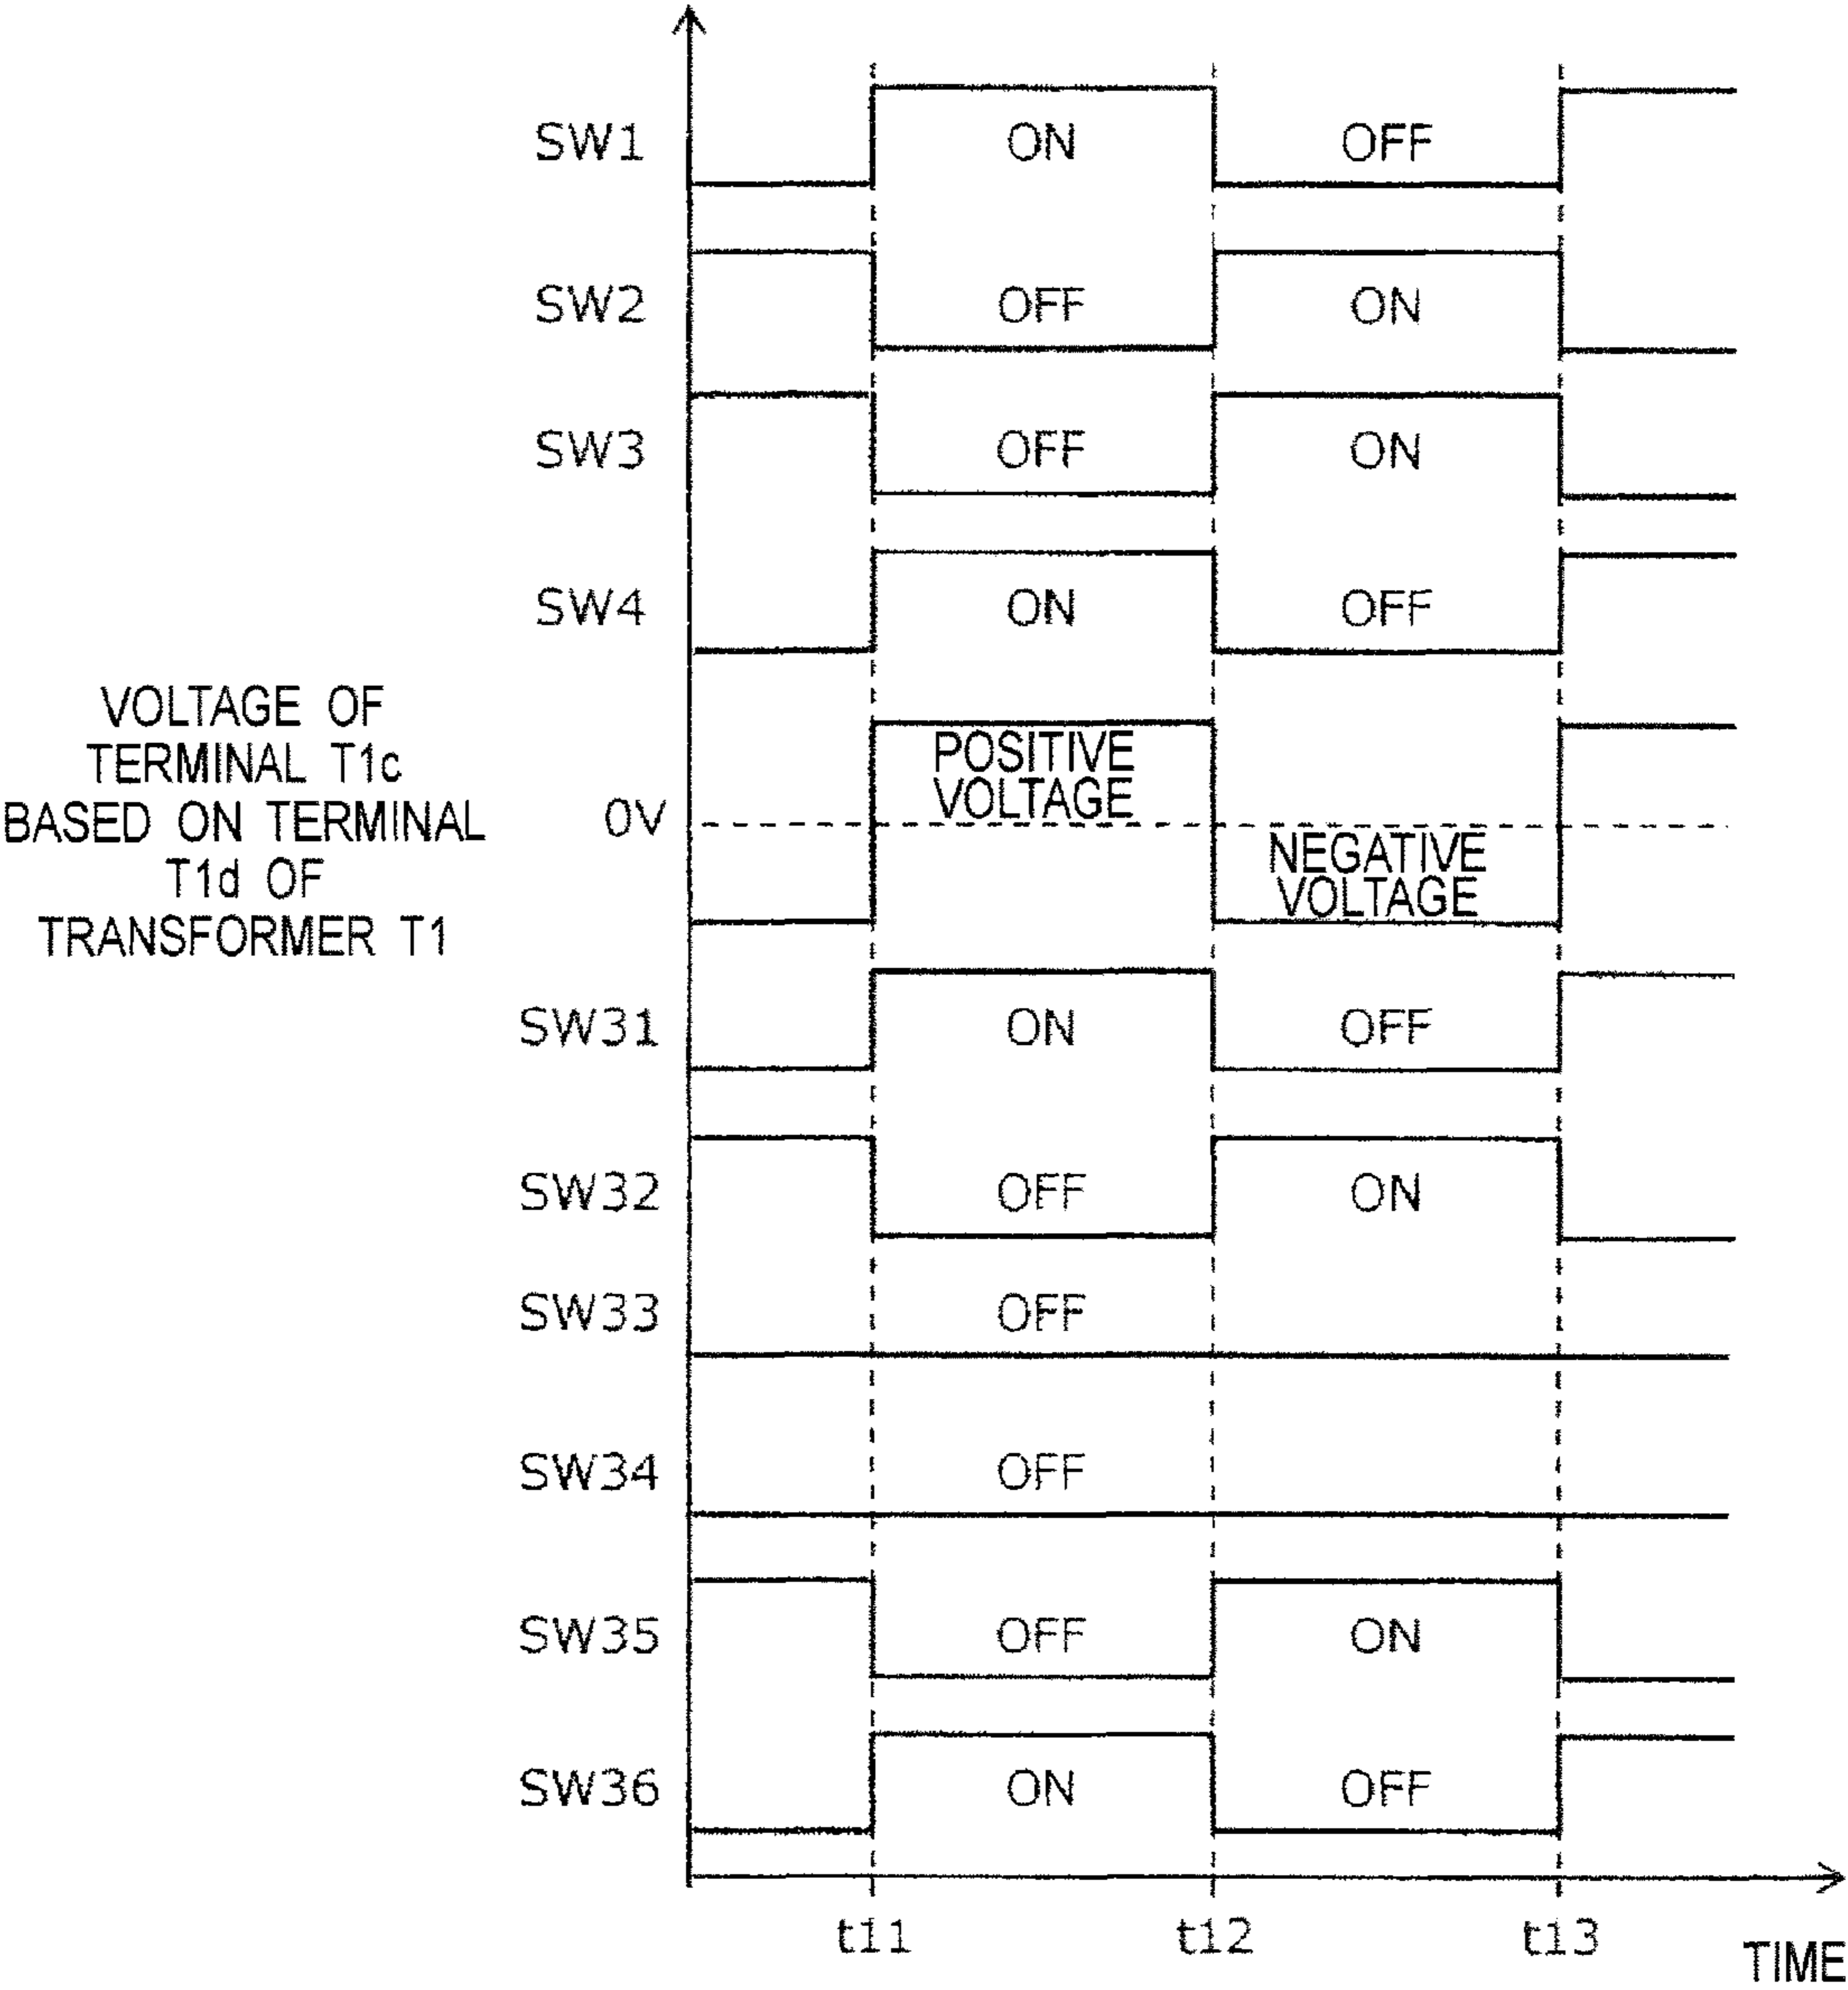 SW1 ON OFF
SW2 OFF ON
SW3 OFF ON
SW4 ON OFF
VOLTAGE OF
TERMINAL T1c
BASED ON TERMINAL
T1d OF
TRANSFORMER T1
0V
POSITIVE
VOLTAGE
NEGATIVE
VOLTAGE
SW31 ON OFF
SW32 OFF ON
SW33 OFF
SW34 OFF
SW35 OFF ON
SW36 ON OFF
t11 t12 t13
TIME